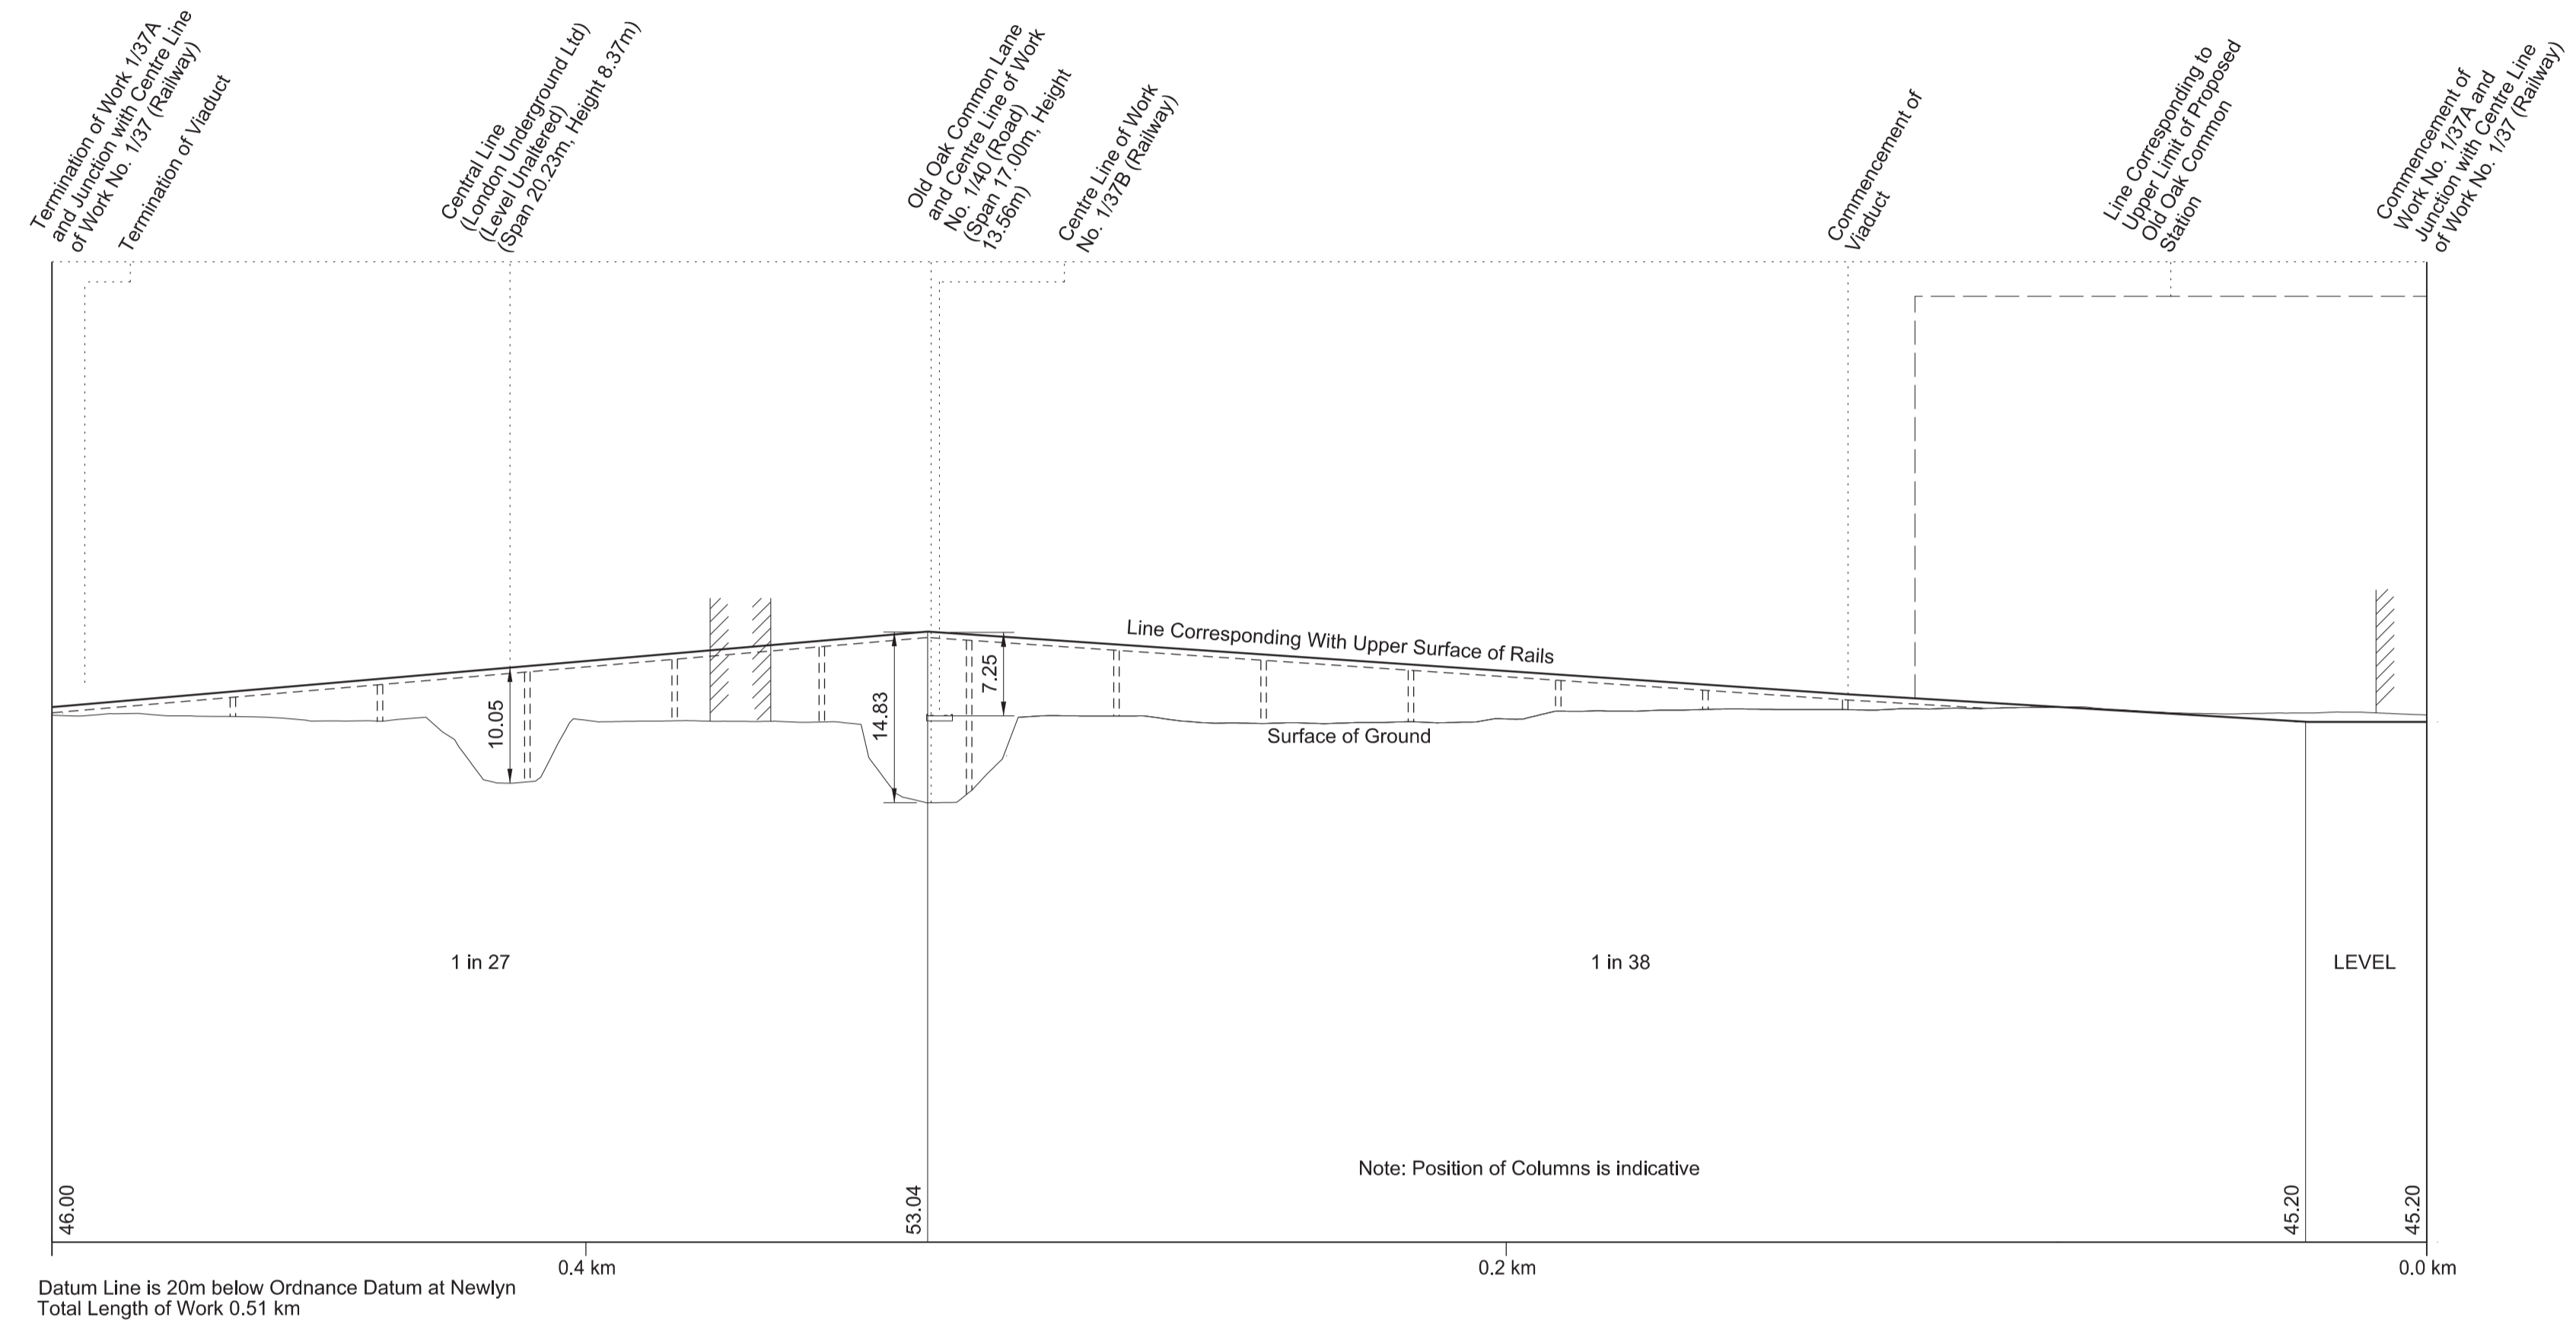 Termination of Work 1/37A
and Junction with Centre Line
of Work No. 1/37 (Railway)
Termination of Viaduct
Central Line
(London Underground Ltd)
(Level Unaltered)
(Span 20.23m, Height 8.37m)
Old Oak Common Lane
and Centre Line of Work
No. 1/40 (Road)
(Span 17.00m, Height
13.56m)
Centre Line of Work
No. 1/37B (Railway)
Commencement of
Viaduct
Line Corresponding to
Upper Limit of Proposed
Old Oak Common
Station
Commencement of
Work No. 1/37A and
Junction with Centre Line
of Work No. 1/37 (Railway)
Line Corresponding With Upper Surface of Rails
10.05
14.83
7.25
Surface of Ground
1 in 27
1 in 38
LEVEL
Note: Position of Columns is indicative
46.00
53.04
45.20
45.20
0.4 km
0.2 km
0.0 km
Datum Line is 20m below Ordnance Datum at Newlyn
Total Length of Work 0.51 km